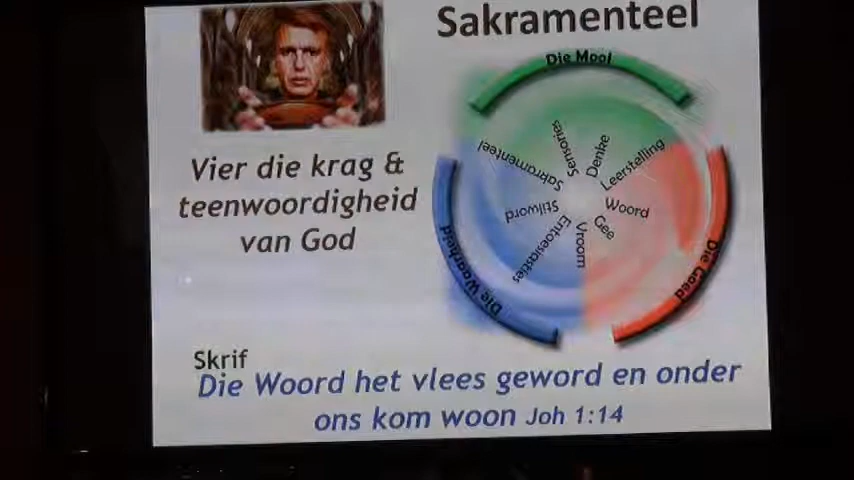 Sakramenteel
Vier die krag &
teenwoordigheid
van God
Die Mooi
Sensories
Denke
Leerstelling
Sakramenteel
Woord
Stilword
Gee
Entoesiasties
Vroom
Die Waarheid
Die Goed
Skrif
Die Woord het vlees geword en onder
ons kom woon Joh 1:14